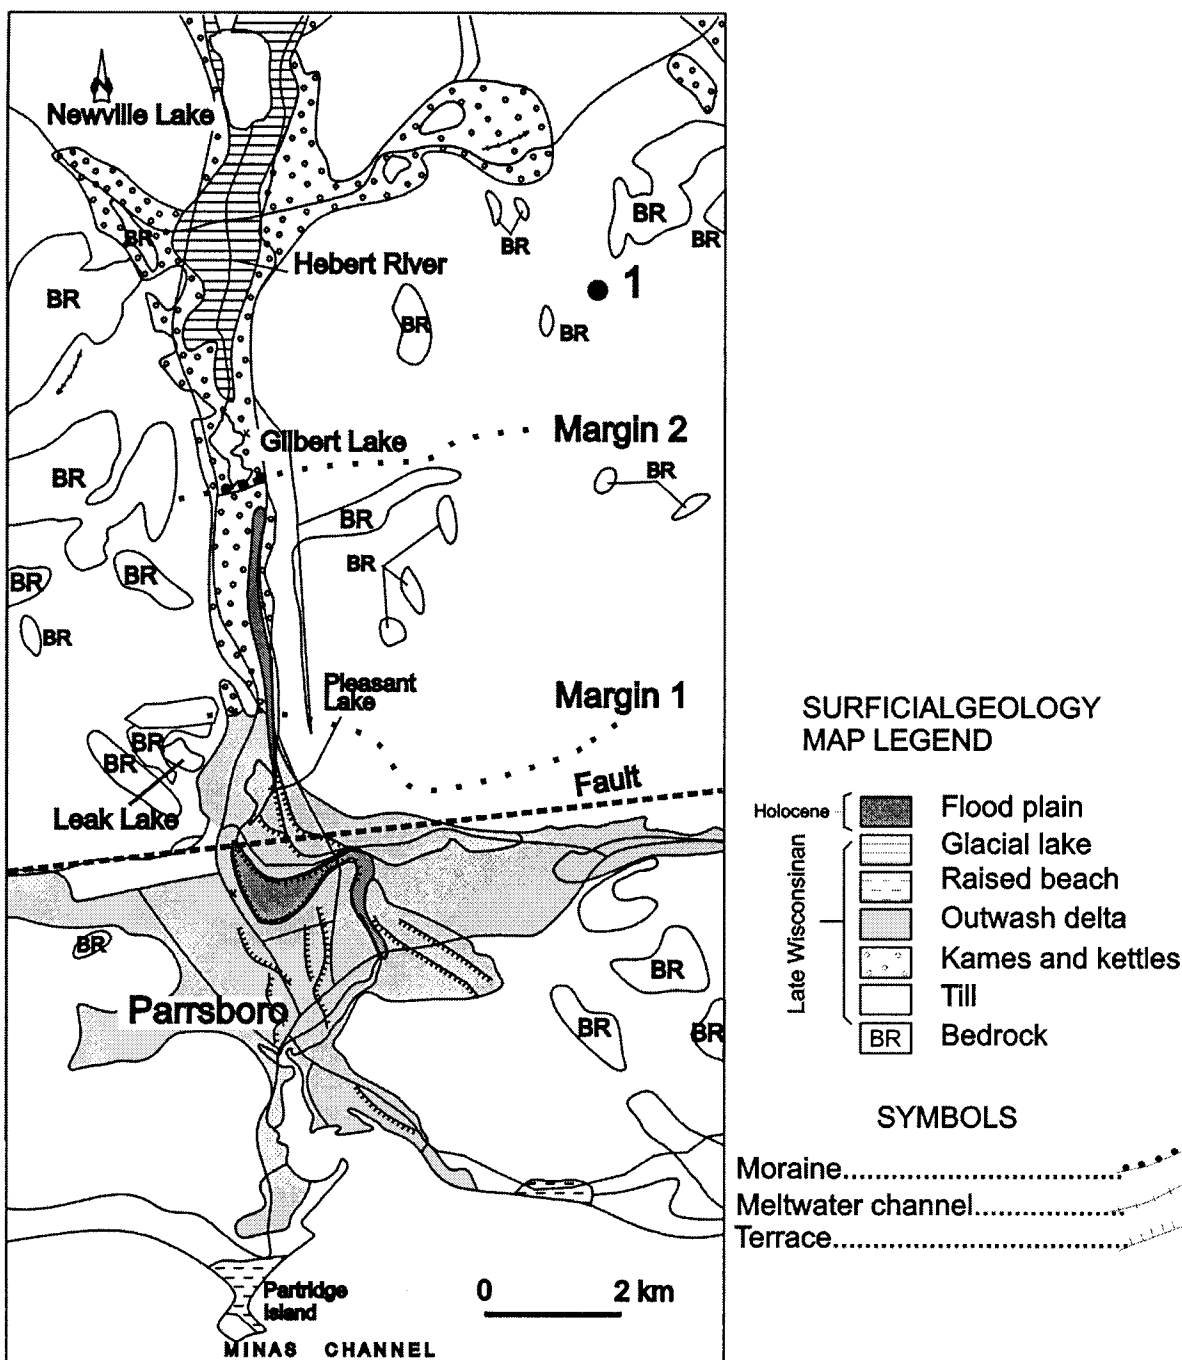 Newville Lake
BR
BR
BR
BR
Hebert River
1
BR
BR
BR
Gilbert Lake
Margin 2
BR
BR
BR
BR
BR
BR
BR
Pleasant
Lake
Margin 1
BR
BR
Fault
Leak Lake
BR
BR
Parrsboro
BR
BR
Partridge
Island
0 2 km
MINAS CHANNEL
SURFICIALGEOLOGY
MAP LEGEND
Holocene
Flood plain
Late Wisconsinan
Glacial lake
Raised beach
Outwash delta
Kames and kettles
Till
BR Bedrock
SYMBOLS
Moraine
Meltwater channel
Terrace